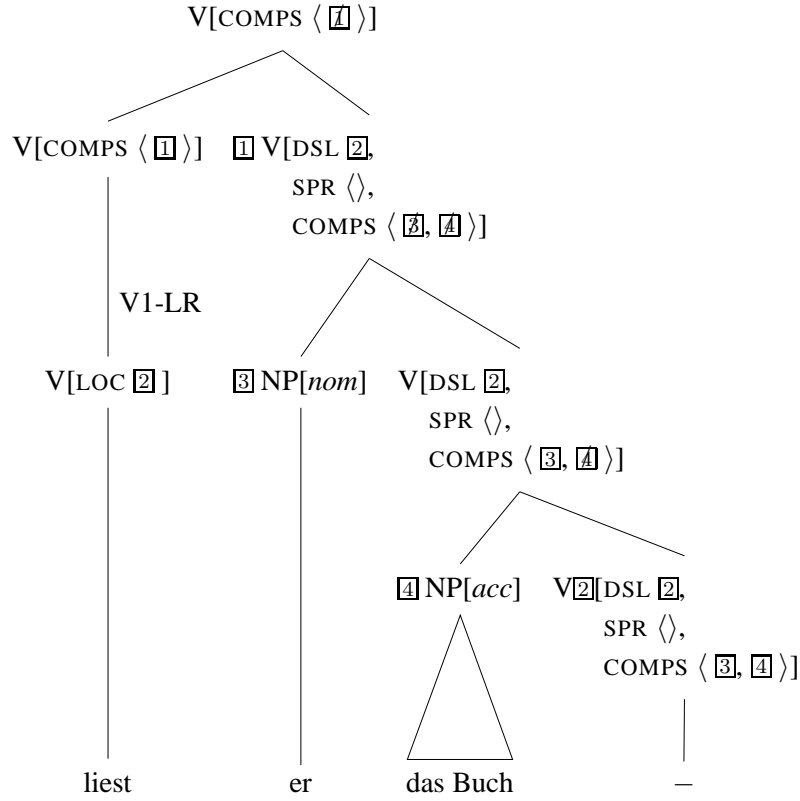 V[COMPS ⟨ 1̸ ⟩]
V[COMPS ⟨ 1 ⟩] 1 V[DSL 2,
SPR ⟨⟩,
COMPS ⟨ 3̸, 4̸ ⟩]
V1-LR
V[LOC 2 ] 3 NP[nom] V[DSL 2,
SPR ⟨⟩,
COMPS ⟨ 3, 4̸ ⟩]
4 NP[acc] V2[DSL 2,
SPR ⟨⟩,
COMPS ⟨ 3, 4 ⟩]
liest er das Buch –